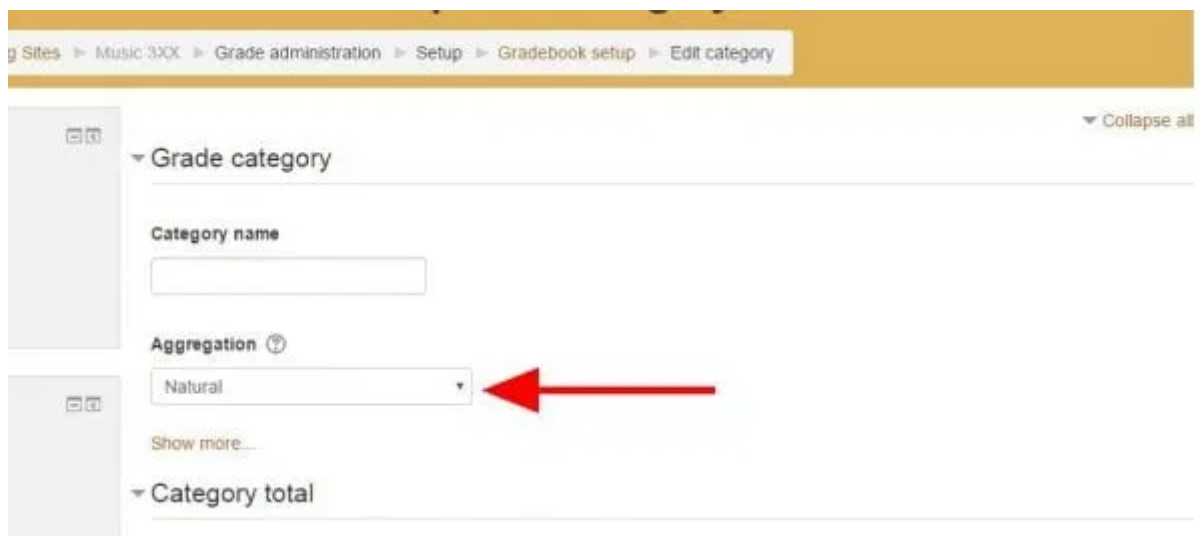 g Sites ▶ Music 3XX ▶ Grade administration ▶ Setup ▶ Gradebook setup ▶ Edit category
Collapse all
Grade category
Category name
Aggregation
Natural
Show more...
Category total